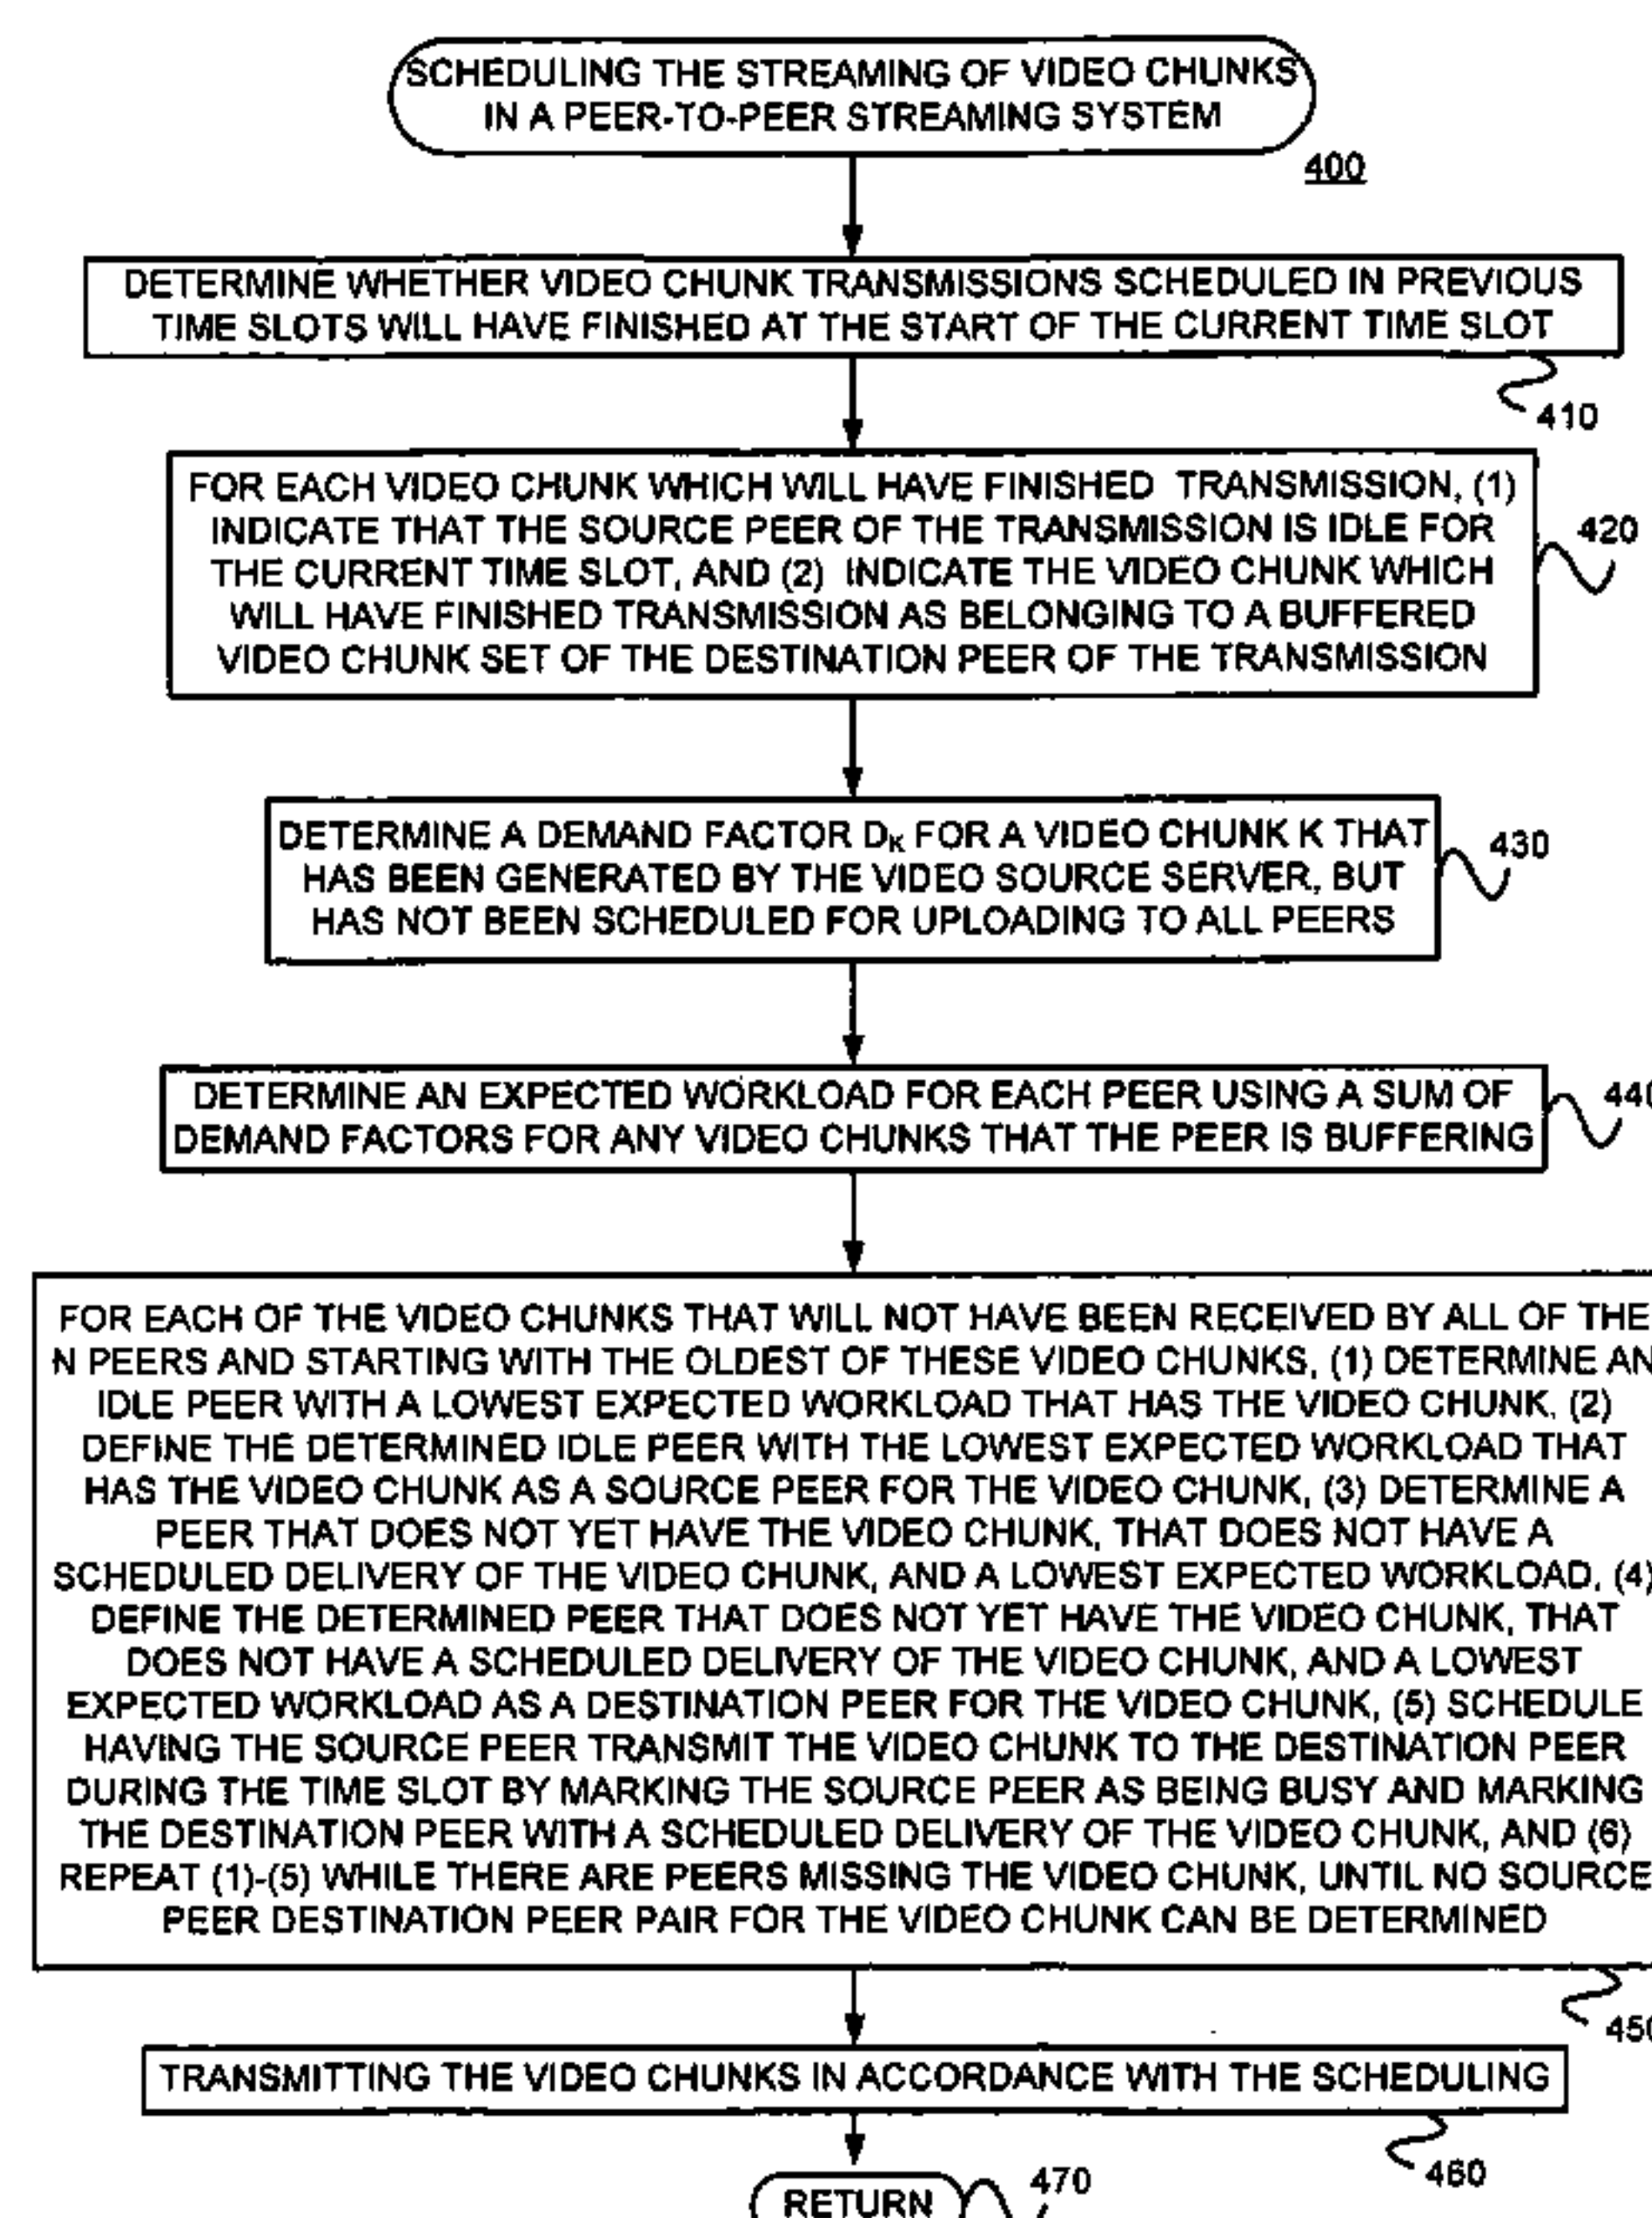 SCHEDULING THE STREAMING OF VIDEO CHUNKS
IN A PEER-TO-PEER STREAMING SYSTEM
400
DETERMINE WHETHER VIDEO CHUNK TRANSMISSIONS SCHEDULED IN PREVIOUS
TIME SLOTS WILL HAVE FINISHED AT THE START OF THE CURRENT TIME SLOT
410
FOR EACH VIDEO CHUNK WHICH WILL HAVE FINISHED TRANSMISSION, (1)
INDICATE THAT THE SOURCE PEER OF THE TRANSMISSION IS IDLE FOR
THE CURRENT TIME SLOT, AND (2) INDICATE THE VIDEO CHUNK WHICH
WILL HAVE FINISHED TRANSMISSION AS BELONGING TO A BUFFERED
VIDEO CHUNK SET OF THE DESTINATION PEER OF THE TRANSMISSION
420
DETERMINE A DEMAND FACTOR DK FOR A VIDEO CHUNK K THAT
HAS BEEN GENERATED BY THE VIDEO SOURCE SERVER, BUT
HAS NOT BEEN SCHEDULED FOR UPLOADING TO ALL PEERS
430
DETERMINE AN EXPECTED WORKLOAD FOR EACH PEER USING A SUM OF
DEMAND FACTORS FOR ANY VIDEO CHUNKS THAT THE PEER IS BUFFERING
440
FOR EACH OF THE VIDEO CHUNKS THAT WILL NOT HAVE BEEN RECEIVED BY ALL OF THE
N PEERS AND STARTING WITH THE OLDEST OF THESE VIDEO CHUNKS, (1) DETERMINE AN
IDLE PEER WITH A LOWEST EXPECTED WORKLOAD THAT HAS THE VIDEO CHUNK, (2)
DEFINE THE DETERMINED IDLE PEER WITH THE LOWEST EXPECTED WORKLOAD THAT
HAS THE VIDEO CHUNK AS A SOURCE PEER FOR THE VIDEO CHUNK, (3) DETERMINE A
PEER THAT DOES NOT YET HAVE THE VIDEO CHUNK, THAT DOES NOT HAVE A
SCHEDULED DELIVERY OF THE VIDEO CHUNK, AND A LOWEST EXPECTED WORKLOAD, (4)
DEFINE THE DETERMINED PEER THAT DOES NOT YET HAVE THE VIDEO CHUNK, THAT
DOES NOT HAVE A SCHEDULED DELIVERY OF THE VIDEO CHUNK, AND A LOWEST
EXPECTED WORKLOAD AS A DESTINATION PEER FOR THE VIDEO CHUNK, (5) SCHEDULE
HAVING THE SOURCE PEER TRANSMIT THE VIDEO CHUNK TO THE DESTINATION PEER
DURING THE TIME SLOT BY MARKING THE SOURCE PEER AS BEING BUSY AND MARKING
THE DESTINATION PEER WITH A SCHEDULED DELIVERY OF THE VIDEO CHUNK, AND (6)
REPEAT (1)-(5) WHILE THERE ARE PEERS MISSING THE VIDEO CHUNK, UNTIL NO SOURCE
PEER DESTINATION PEER PAIR FOR THE VIDEO CHUNK CAN BE DETERMINED
450
TRANSMITTING THE VIDEO CHUNKS IN ACCORDANCE WITH THE SCHEDULING
460
RETURN
470